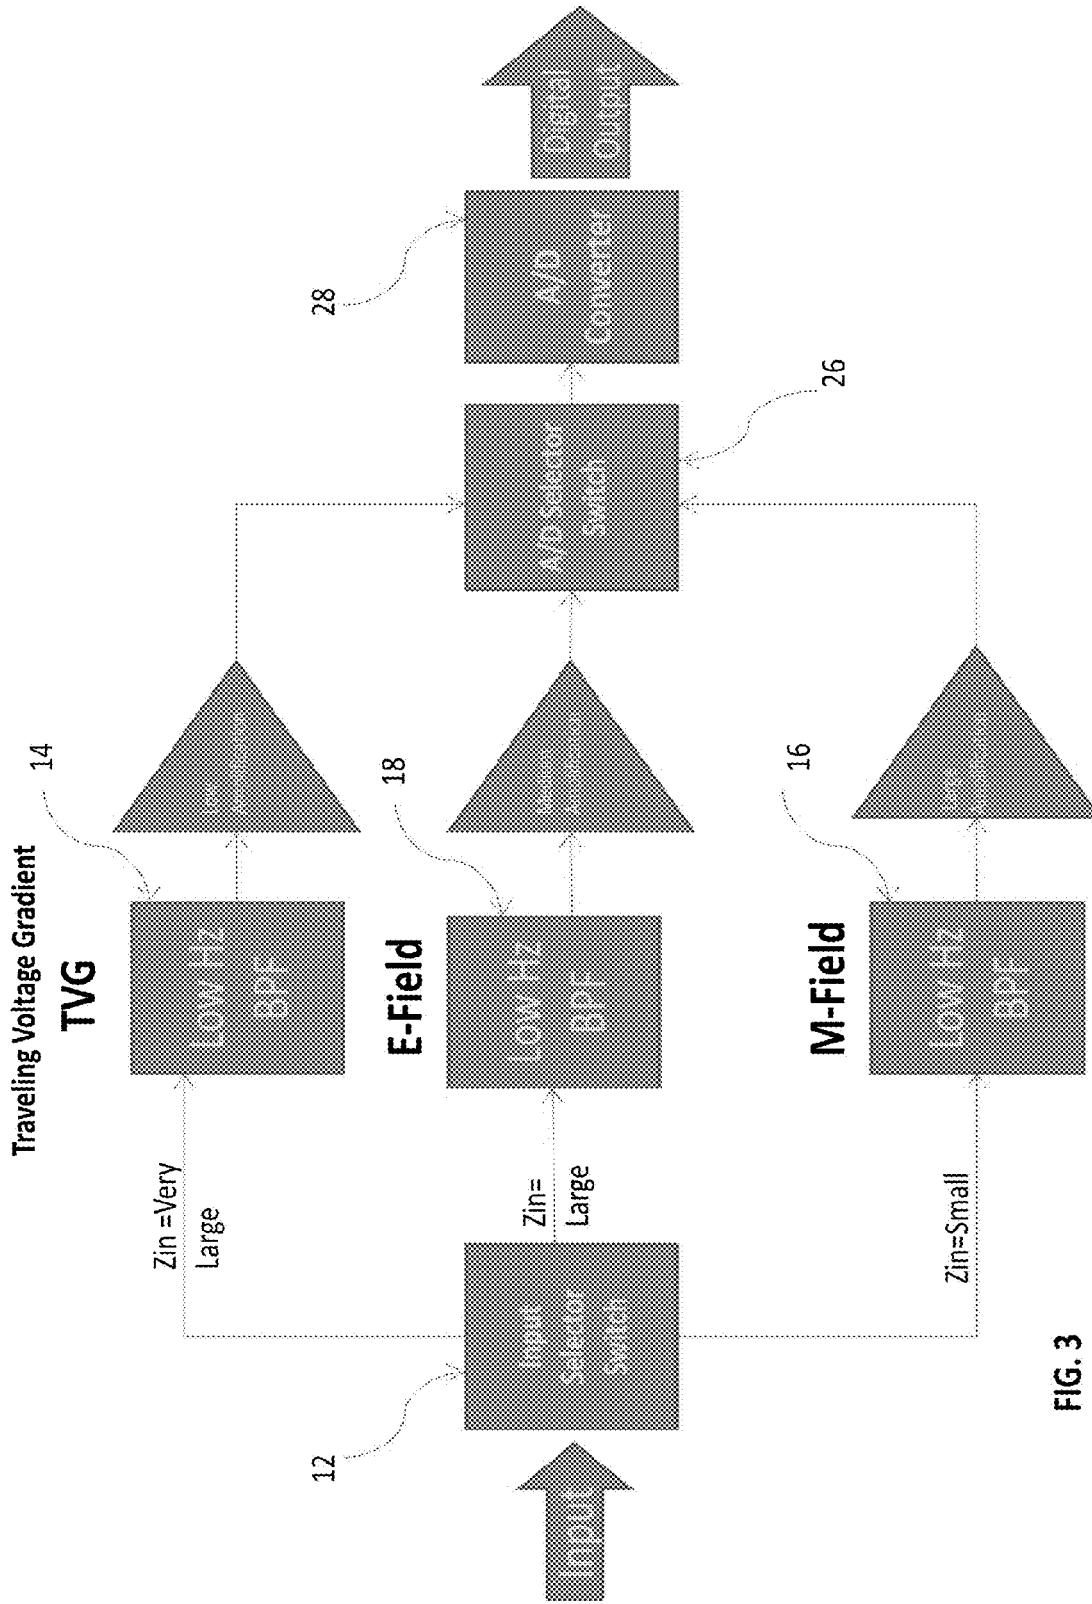 Traveling Voltage Gradient
TVG
14
LOW Hz
BPF
Zin =Very
Large
E-Field
18
LOW Hz
BPF
Zin=
Large
M-Field
16
LOW Hz
BPF
Zin=Small
Input
12
Input
Selector
A/D Selector
Switch
26
A/D
Converter
28
Digital
Output
FIG. 3